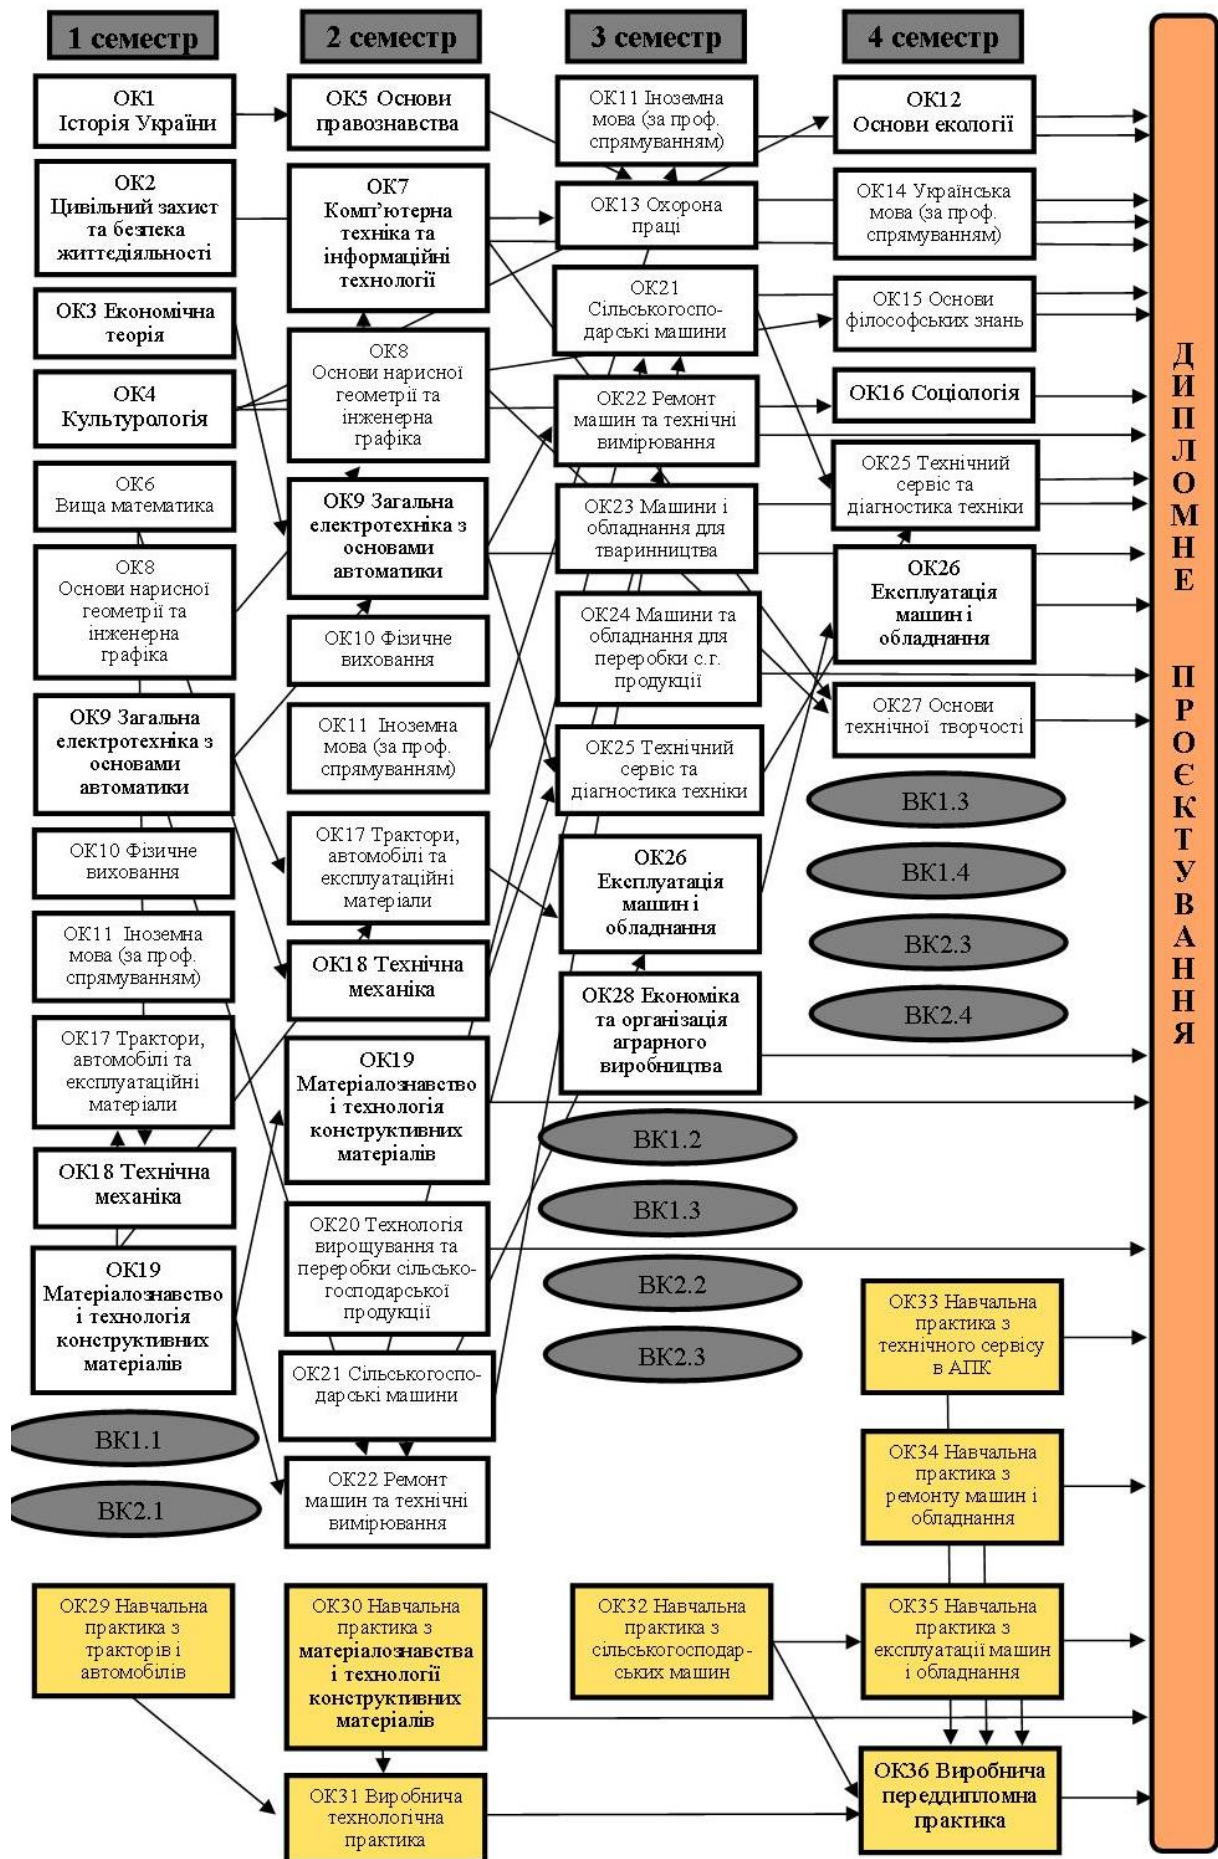 1 семестр
ОК1
Історія України
ОК2
Цивільний захист
та безпека
життєдіяльності
ОК3 Економічна
теорія
ОК4
Культурологія
ОК6
Вища математика
ОК8
Основи нарисної
геометрії та
інженерна
графіка
ОК9 Загальна
електротехніка з
основами
автоматики
ОК10 Фізичне
виховання
ОК11 Іноземна
мова (за проф.
спрямуванням)
ОК17 Трактори,
автомобілі та
експлуатаційні
матеріали
ОК18 Технічна
механіка
ОК19
Матеріалознавство
і технологія
конструктивних
матеріалів
ВК1.1
ВК2.1
ОК29 Навчальна
практика з
тракторів і
автомобілів
2 семестр
ОК5 Основи
правознавства
ОК7
Комп’ютерна
техніка та
інформаційні
технології
ОК8
Основи нарисної
геометрії та
інженерна
графіка
ОК9 Загальна
електротехніка з
основами
автоматики
ОК10 Фізичне
виховання
ОК11 Іноземна
мова (за проф.
спрямуванням)
ОК17 Трактори,
автомобілі та
експлуатаційні
матеріали
ОК18 Технічна
механіка
ОК19
Матеріалознавство
і технологія
конструктивних
матеріалів
ОК20 Технологія
вирощування та
переробки сільсько-
господарської
продукції
ОК21 Сільськогоспо-
дарські машини
ОК22 Ремонт
машин та технічні
вимірювання
ОК30 Навчальна
практика з
матеріалознавства
і технології
конструктивних
матеріалів
ОК31 Виробнича
технологічна
практика
3 семестр
ОК11 Іноземна
мова (за проф.
спрямуванням)
ОК13 Охорона
праці
ОК21
Сільськогоспо-
дарські машини
ОК22 Ремонт
машин та технічні
вимірювання
ОК23 Машини і
обладнання для
тваринництва
ОК24 Машини та
обладнання для
переробки с.г.
продукції
ОК25 Технічний
сервіс та
діагностика техніки
ОК26
Експлуатація
машин і
обладнання
ОК28 Економіка
та організація
аграрного
виробництва
ВК1.2
ВК1.3
ВК2.2
ВК2.3
ОК32 Навчальна
практика з
сільськогосподар-
ських машин
4 семестр
ОК12
Основи екології
ОК14 Українська
мова (за проф.
спрямуванням)
ОК15 Основи
філософських знань
ОК16 Соціологія
ОК25 Технічний
сервіс та
діагностика техніки
ОК26
Експлуатація
машин і
обладнання
ОК27 Основи
технічної творчості
ВК1.3
ВК1.4
ВК2.3
ВК2.4
ОК33 Навчальна
практика з
технічного сервісу
в АПК
ОК34 Навчальна
практика з
ремонту машин і
обладнання
ОК35 Навчальна
практика з
експлуатації машин
і обладнання
ОК36 Виробнича
переддипломна
практика
ДИПЛОМНЕ ПРОЄКТУВАННЯ